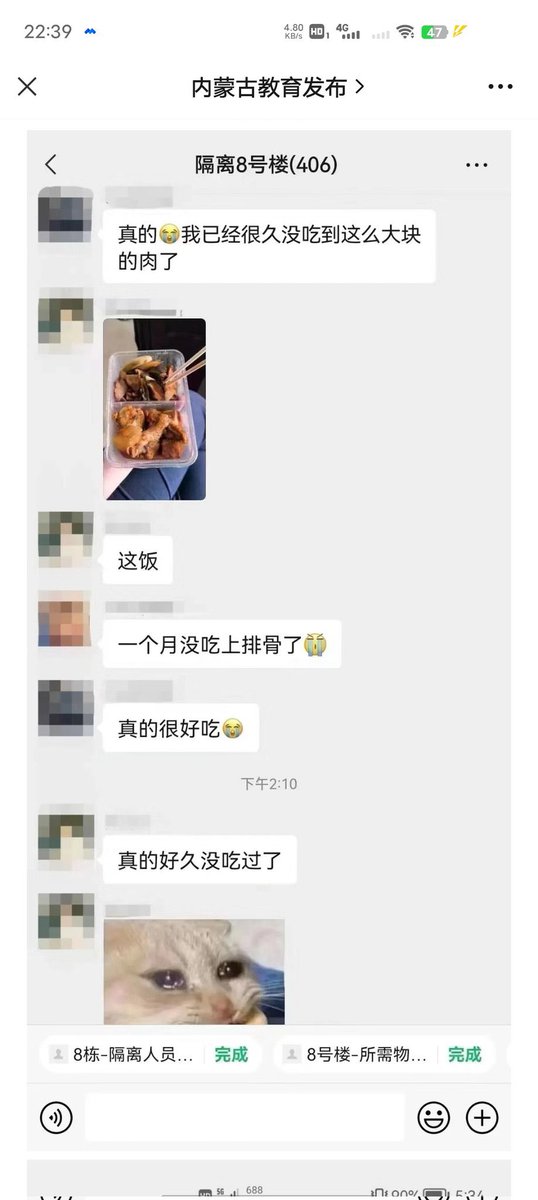 22:39
4.80
KB/s
HD 1
4G
47
内蒙古教育发布
隔离8号楼(406)
真的😭我已经很久没吃到这么大块
的肉了
这饭
一个月没吃上排骨了😭
真的很好吃😭
下午2:10
真的好久没吃过了
8栋-隔离人员... 完成
8号楼-所需物... 完成
5G
688
90%
5:34